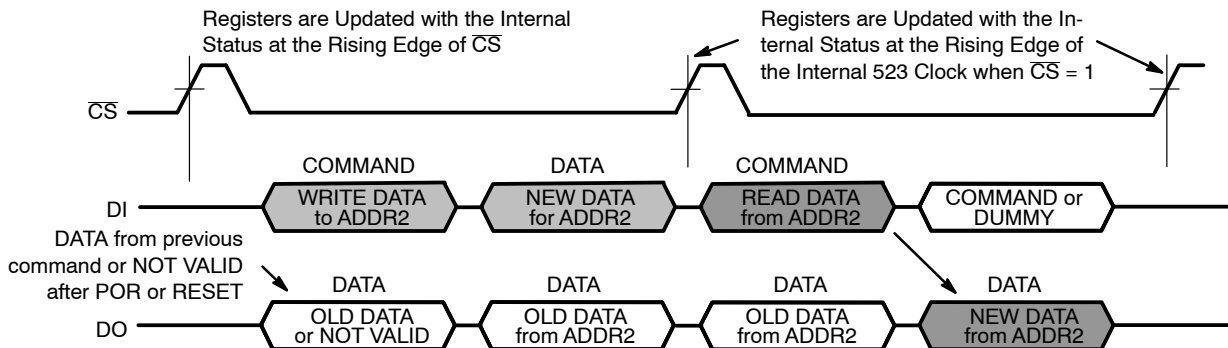 Registers are Updated with the Internal
Status at the Rising Edge of CS
Registers are Updated with the In-
ternal Status at the Rising Edge of
the Internal 523 Clock when CS = 1
CS
COMMAND
DATA
COMMAND
DI
WRITE DATA
to ADDR2
NEW DATA
for ADDR2
READ DATA
from ADDR2
COMMAND or
DUMMY
DATA from previous
command or NOT VALID
after POR or RESET
DATA
DATA
DATA
DATA
DO
OLD DATA
or NOT VALID
OLD DATA
from ADDR2
OLD DATA
from ADDR2
NEW DATA
from ADDR2